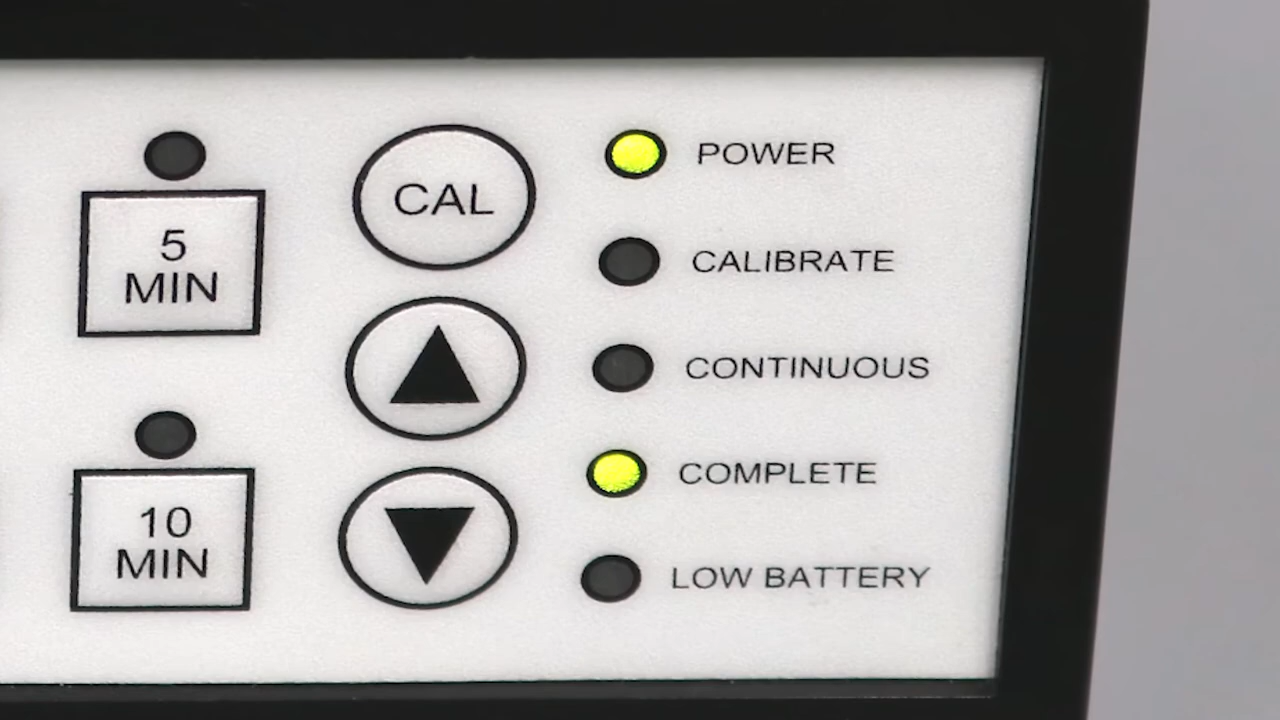 5
MIN
10
MIN
CAL
POWER
CALIBRATE
CONTINUOUS
COMPLETE
LOW BATTERY